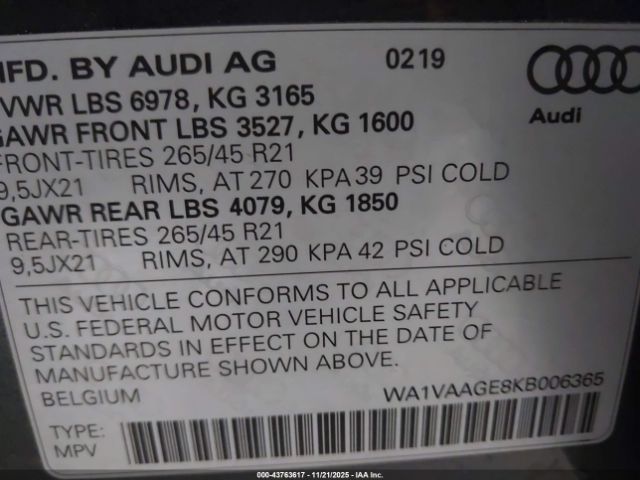 MFD. BY AUDI AG 0219
VWR LBS 6978, KG 3165
Audi
GAWR FRONT LBS 3527, KG 1600
FRONT-TIRES 265/45 R21
9,5JX21 RIMS, AT 270 KPA 39 PSI COLD
GAWR REAR LBS 4079, KG 1850
REAR-TIRES 265/45 R21
9,5JX21 RIMS, AT 290 KPA 42 PSI COLD
THIS VEHICLE CONFORMS TO ALL APPLICABLE
U.S. FEDERAL MOTOR VEHICLE SAFETY
STANDARDS IN EFFECT ON THE DATE OF
MANUFACTURE SHOWN ABOVE.
BELGIUM WA1VAAGE8KB006365
TYPE:
MPV
000-43763617 - 11/21/2025 - IAA Inc.